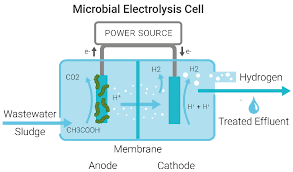 Microbial Electrolysis Cell
POWER SOURCE
e- e-
CO2 H2 H2 Hydrogen
H⁺ H⁺ + H⁺
Wastewater
Sludge CH3COOH Treated Effluent
Membrane
Anode Cathode